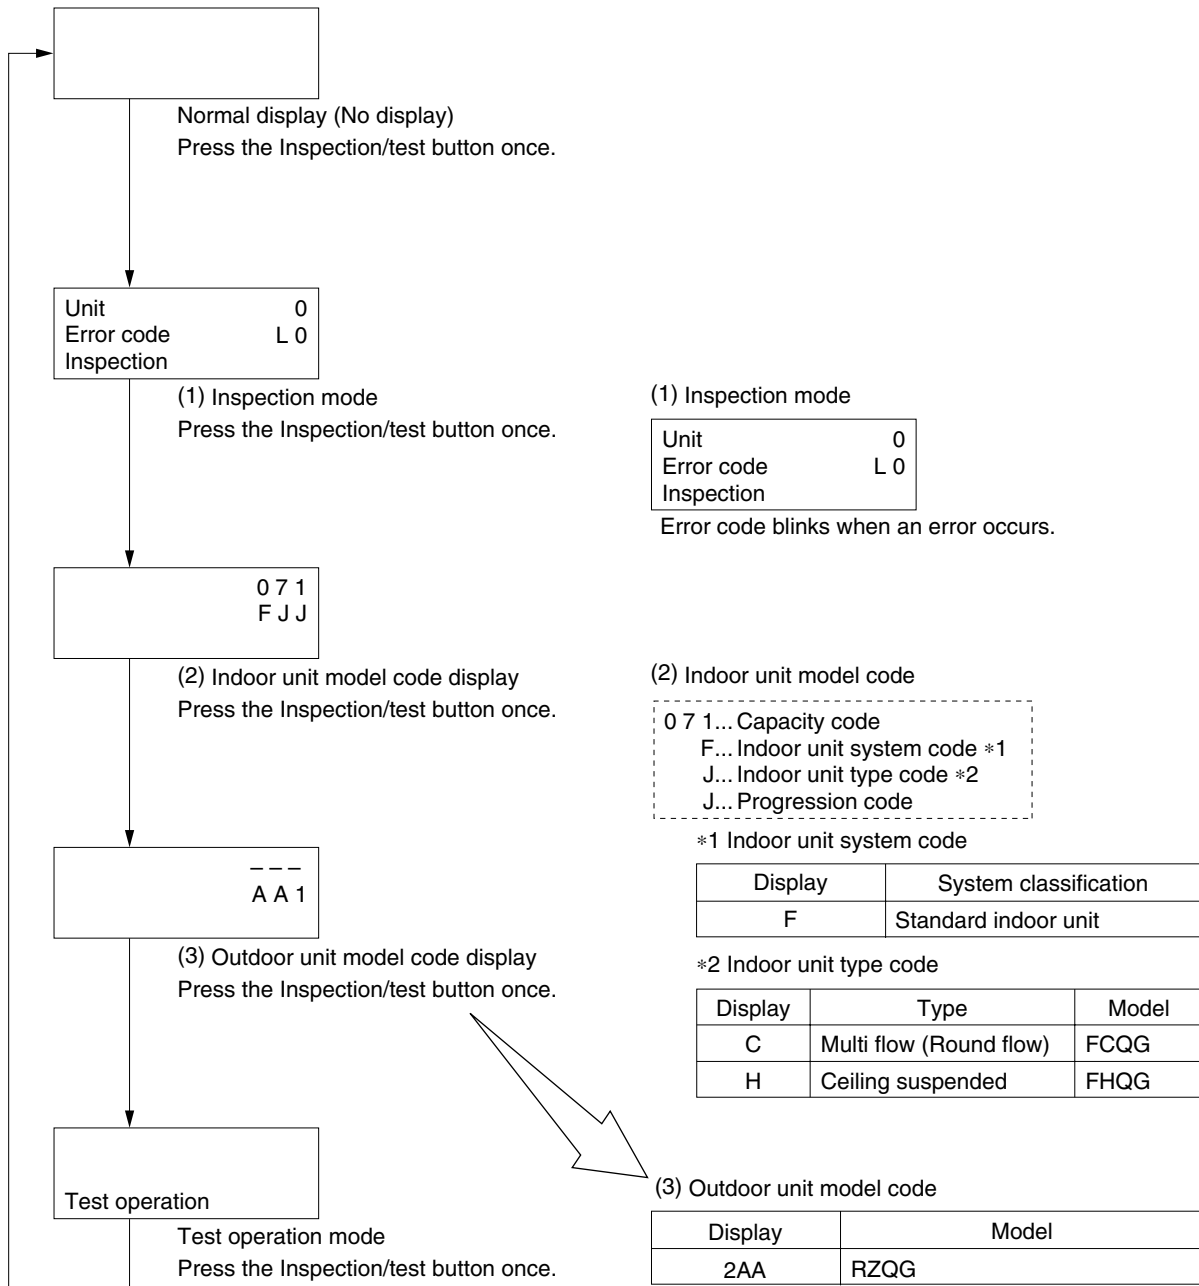 Normal display (No display)
Press the Inspection/test button once.
Unit 0
Error code L 0
Inspection
(1) Inspection mode
Press the Inspection/test button once.
(1) Inspection mode
Unit 0
Error code L 0
Inspection
Error code blinks when an error occurs.
0 7 1
F J J
(2) Indoor unit model code display
Press the Inspection/test button once.
(2) Indoor unit model code
0 7 1... Capacity code
F... Indoor unit system code *1
J... Indoor unit type code *2
J... Progression code
*1 Indoor unit system code
Display System classification
F Standard indoor unit
– – –
A A 1
(3) Outdoor unit model code display
Press the Inspection/test button once.
*2 Indoor unit type code
Display Type Model
C Multi flow (Round flow) FCQG
H Ceiling suspended FHQG
Test operation
Test operation mode
Press the Inspection/test button once.
(3) Outdoor unit model code
Display Model
2AA RZQG